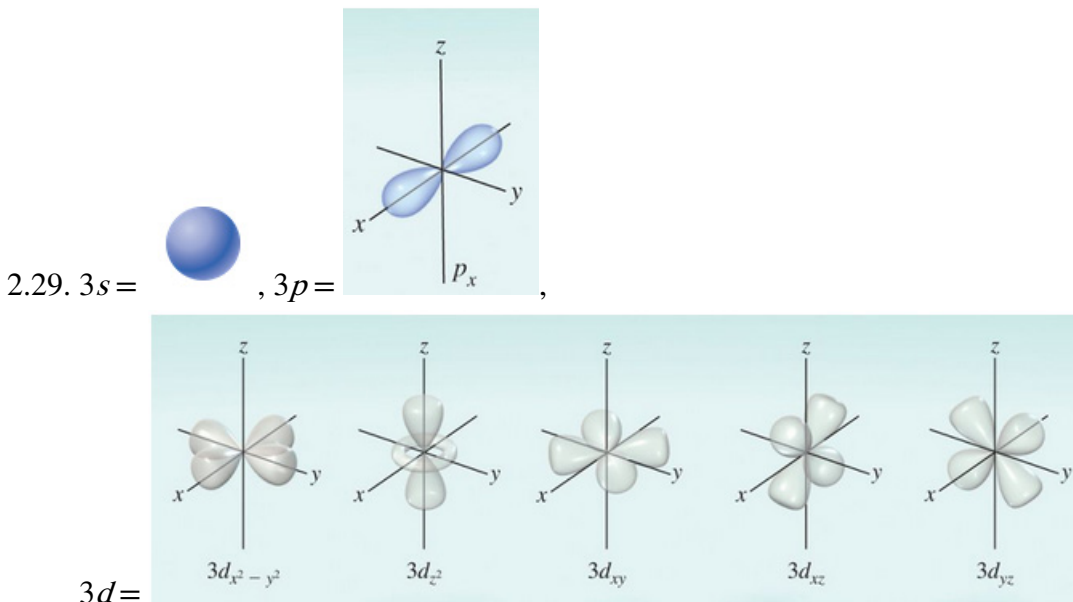 z
y
x
p_x
2.29. 3s = , 3p = ,
z z z z z
y y y y y
x x x x x
3d_{x² − y²} 3d_{z²} 3d_{xy} 3d_{xz} 3d_{yz}
3d =